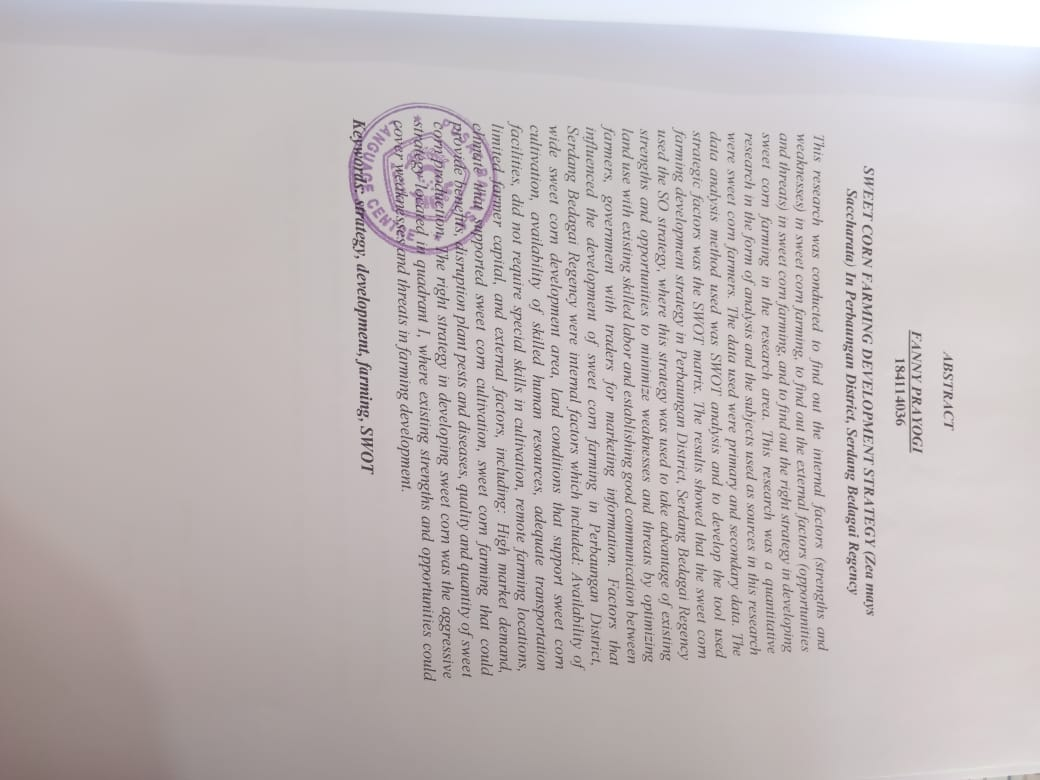 ABSTRACT
FANNY PRAYOGI
184114036
SWEET CORN FARMING DEVELOPMENT STRATEGY (Zea mays
Saccharata) In Perbaungan District, Serdang Bedagai Regency
This research was conducted to find out the internal factors (strengths and
weaknesses) in sweet corn farming, to find out the external factors (opportunities
and threats) in sweet corn farming, and to find out the right strategy in developing
sweet corn farming in the research area. This research was a quantitative
research in the form of analysis and the subjects used as sources in this research
were sweet corn farmers. The data used were primary and secondary data. The
data analysis method used was SWOT analysis and to develop the tool used
strategic factors was the SWOT matrix. The results showed that the sweet corn
farming development strategy in Perbaungan District, Serdang Bedagai Regency
used the SO strategy, where this strategy was used to take advantage of existing
strengths and opportunities to minimize weaknesses and threats by optimizing
land use with existing skilled labor and establishing good communication between
farmers, government with traders for marketing information. Factors that
influenced the development of sweet corn farming in Perbaungan District,
Serdang Bedagai Regency were internal factors which included: Availability of
wide sweet corn development area, land conditions that support sweet corn
cultivation, availability of skilled human resources, adequate transportation
facilities, did not require special skills in cultivation, remote farming locations,
limited farmer capital, and external factors, including: High market demand,
climate that supported sweet corn cultivation, sweet corn farming that could
provide benefits, disruption plant pests and diseases, quality and quantity of sweet
corn production. The right strategy in developing sweet corn was the aggressive
strategy located in quadrant I, where existing strengths and opportunities could
cover weaknesses and threats in farming development.
Keywords: strategy, development, farming, SWOT
LANGUAGE CENTRE